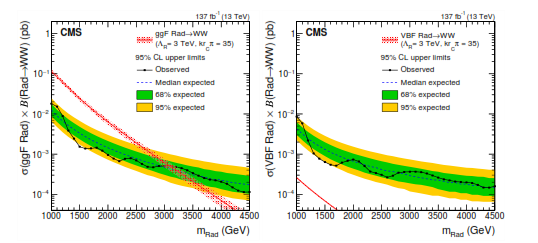 137 fb⁻¹ (13 TeV)
CMS
ggF Rad→WW
(Λ_R= 3 TeV, kr_c π = 35)
95% CL upper limits
Observed
Median expected
68% expected
95% expected
σ(ggF Rad) × B(Rad→WW) (pb)
1
10⁻¹
10⁻²
10⁻³
10⁻⁴
1000 1500 2000 2500 3000 3500 4000 4500
m_Rad (GeV)
137 fb⁻¹ (13 TeV)
CMS
VBF Rad→WW
(Λ_R= 3 TeV, kr_c π = 35)
95% CL upper limits
Observed
Median expected
68% expected
95% expected
σ(VBF Rad) × B(Rad→WW) (pb)
1
10⁻¹
10⁻²
10⁻³
10⁻⁴
1000 1500 2000 2500 3000 3500 4000 4500
m_Rad (GeV)